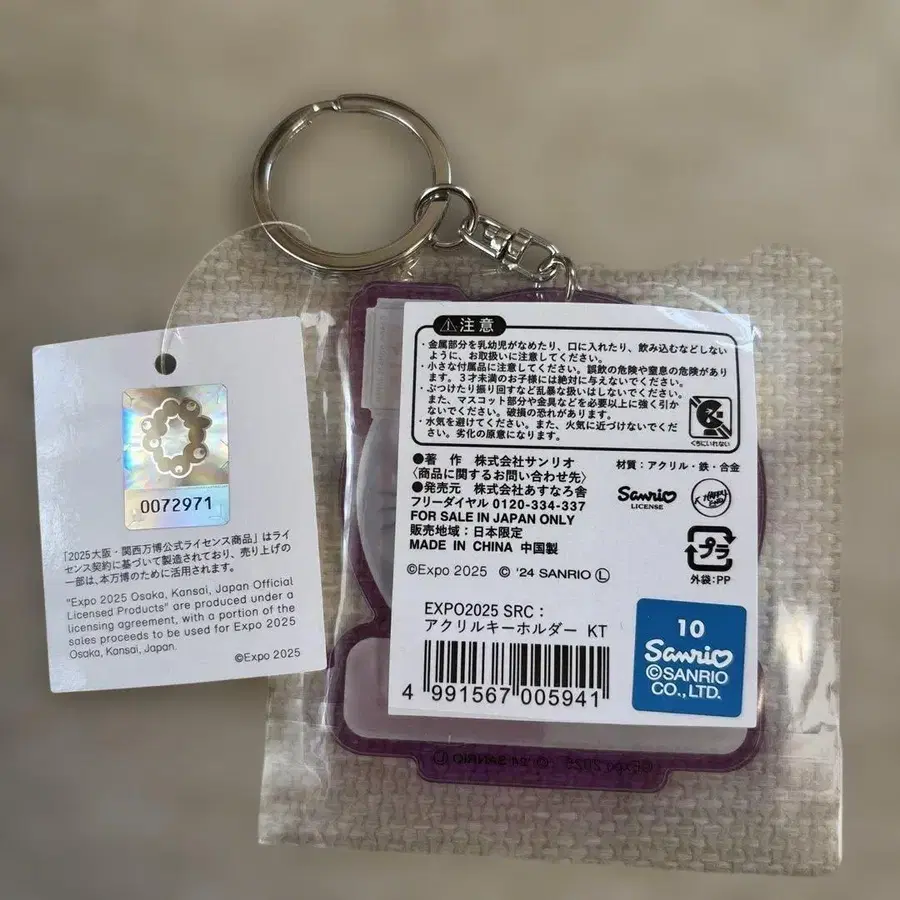 0072971
「2025大阪・関西万博公式ライセンス商品」はライ
センス契約に基づいて製造されており、売り上げの
一部は、本万博のために活用されます。
"Expo 2025 Osaka, Kansai, Japan Official
Licensed Products" are produced under a
licensing agreement, with a portion of the
sales proceeds to be used for Expo 2025
Osaka, Kansai, Japan.
©Expo 2025
⚠注意
・金属部分を乳幼児がなめたり、口に入れたり、飲み込むなどしない
ように、お取扱いに注意してください。
・小さな付属品に注意してください。誤飲の危険や窒息の危険があり
ます。3才未満のお子様には絶対に与えないでください。
・ぶつけたり振り回すなど乱暴な扱いはしないでください。
また、マスコット部分や金具などを必要以上に強く引か
ないでください。破損の恐れがあります。
・水気を避けてください。また、火気に近づけないでくだ
さい。劣化の原意になります。
くちにいれない
●著 作 株式会社サンリオ
〈商品に関するお問い合わせ先〉
●発売元 株式会社あすなろ舎
フリーダイヤル 0120-334-337
FOR SALE IN JAPAN ONLY
販売地域:日本限定
MADE IN CHINA 中国製
©Expo 2025 © '24 SANRIO Ⓛ
材質:アクリル・鉄・合金
Sanrio
LICENSE
プラ
外袋:PP
EXPO2025 SRC:
アクリルキーホルダー KT
4 991567 005941
10
Sanrio
©SANRIO
CO.,LTD.
©Expo 2025 © '24 SANRIO Ⓛ